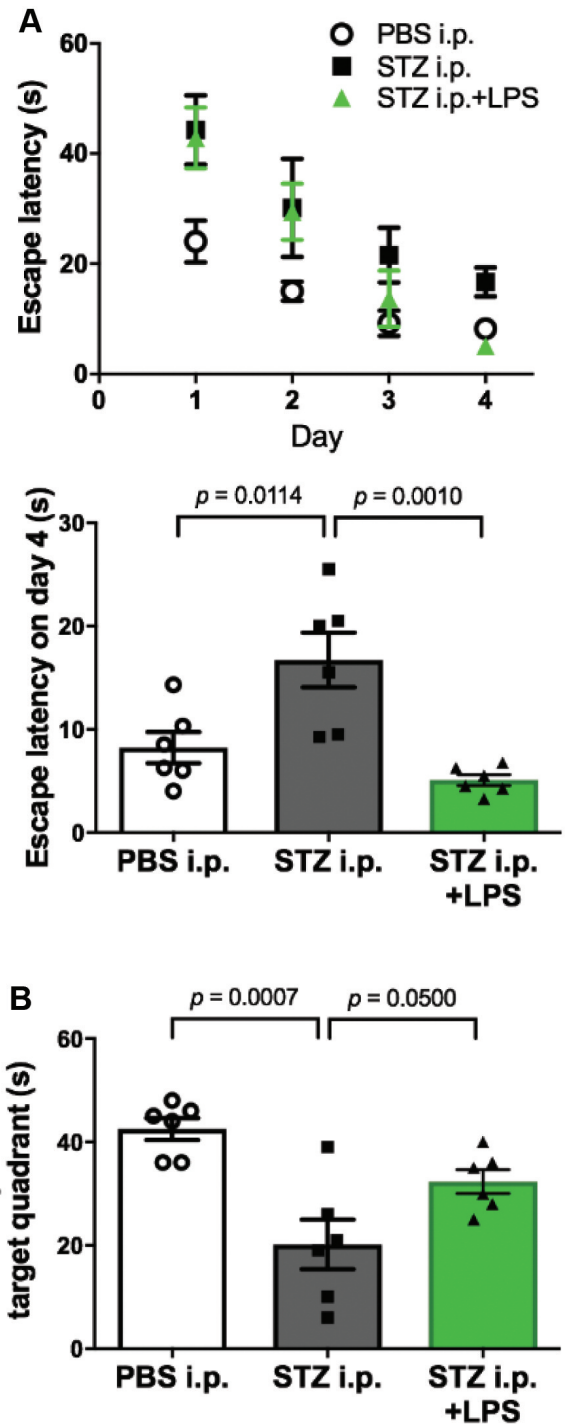 A
PBS i.p.
STZ i.p.
STZ i.p.+LPS
Escape latency (s)
60
40
20
0
0 1 2 3 4
Day
p = 0.0114 p = 0.0010
Escape latency on day 4 (s)
30
20
10
0
PBS i.p. STZ i.p. STZ i.p.
+LPS
B
p = 0.0007 p = 0.0500
target quadrant (s)
60
40
20
0
PBS i.p. STZ i.p. STZ i.p.
+LPS